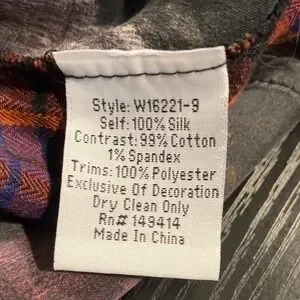 Style: W16221-9
Self: 100% Silk
Contrast: 99% Cotton
1% Spandex
Trims: 100% Polyester
Exclusive Of Decoration
Dry Clean Only
Rn# 149414
Made In China